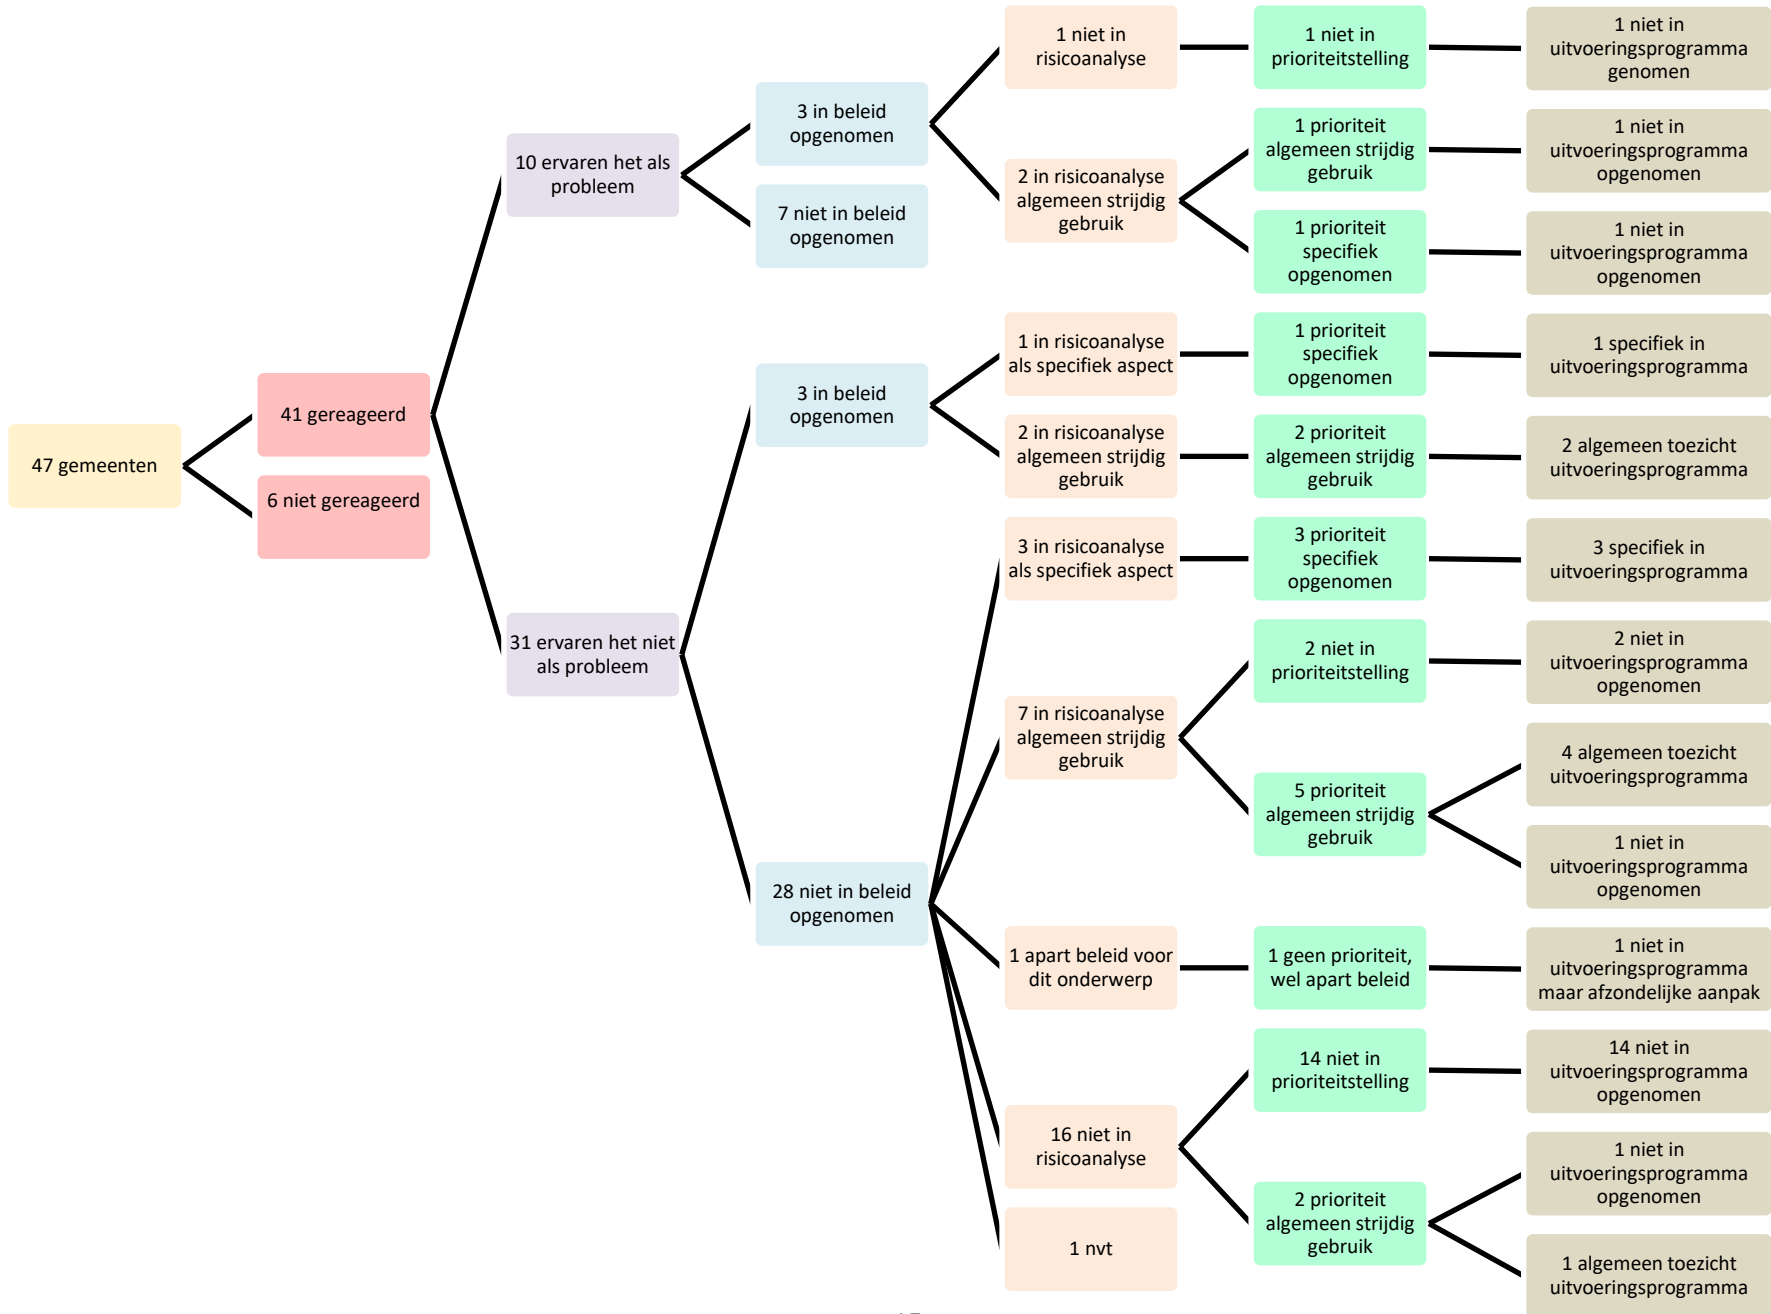 47 gemeenten
41 gereageerd
6 niet gereageerd
10 ervaren het als
probleem
31 ervaren het niet
als probleem
3 in beleid
opgenomen
7 niet in beleid
opgenomen
3 in beleid
opgenomen
28 niet in beleid
opgenomen
1 niet in
risicoanalyse
2 in risicoanalyse
algemeen strijdig
gebruik
1 in risicoanalyse
als specifiek aspect
2 in risicoanalyse
algemeen strijdig
gebruik
3 in risicoanalyse
als specifiek aspect
7 in risicoanalyse
algemeen strijdig
gebruik
1 apart beleid voor
dit onderwerp
16 niet in
risicoanalyse
1 nvt
1 niet in
prioriteitstelling
1 prioriteit
algemeen strijdig
gebruik
1 prioriteit
specifiek
opgenomen
1 prioriteit
specifiek
opgenomen
2 prioriteit
algemeen strijdig
gebruik
3 prioriteit
specifiek
opgenomen
2 niet in
prioriteitstelling
5 prioriteit
algemeen strijdig
gebruik
1 geen prioriteit,
wel apart beleid
14 niet in
prioriteitstelling
2 prioriteit
algemeen strijdig
gebruik
1 niet in
uitvoeringsprogramma
genomen
1 niet in
uitvoeringsprogramma
opgenomen
1 niet in
uitvoeringsprogramma
opgenomen
1 specifiek in
uitvoeringsprogramma
2 algemeen toezicht
uitvoeringsprogramma
3 specifiek in
uitvoeringsprogramma
2 niet in
uitvoeringsprogramma
opgenomen
4 algemeen toezicht
uitvoeringsprogramma
1 niet in
uitvoeringsprogramma
opgenomen
1 niet in
uitvoeringsprogramma
maar afzondelijke aanpak
14 niet in
uitvoeringsprogramma
opgenomen
1 niet in
uitvoeringsprogramma
opgenomen
1 algemeen toezicht
uitvoeringsprogramma